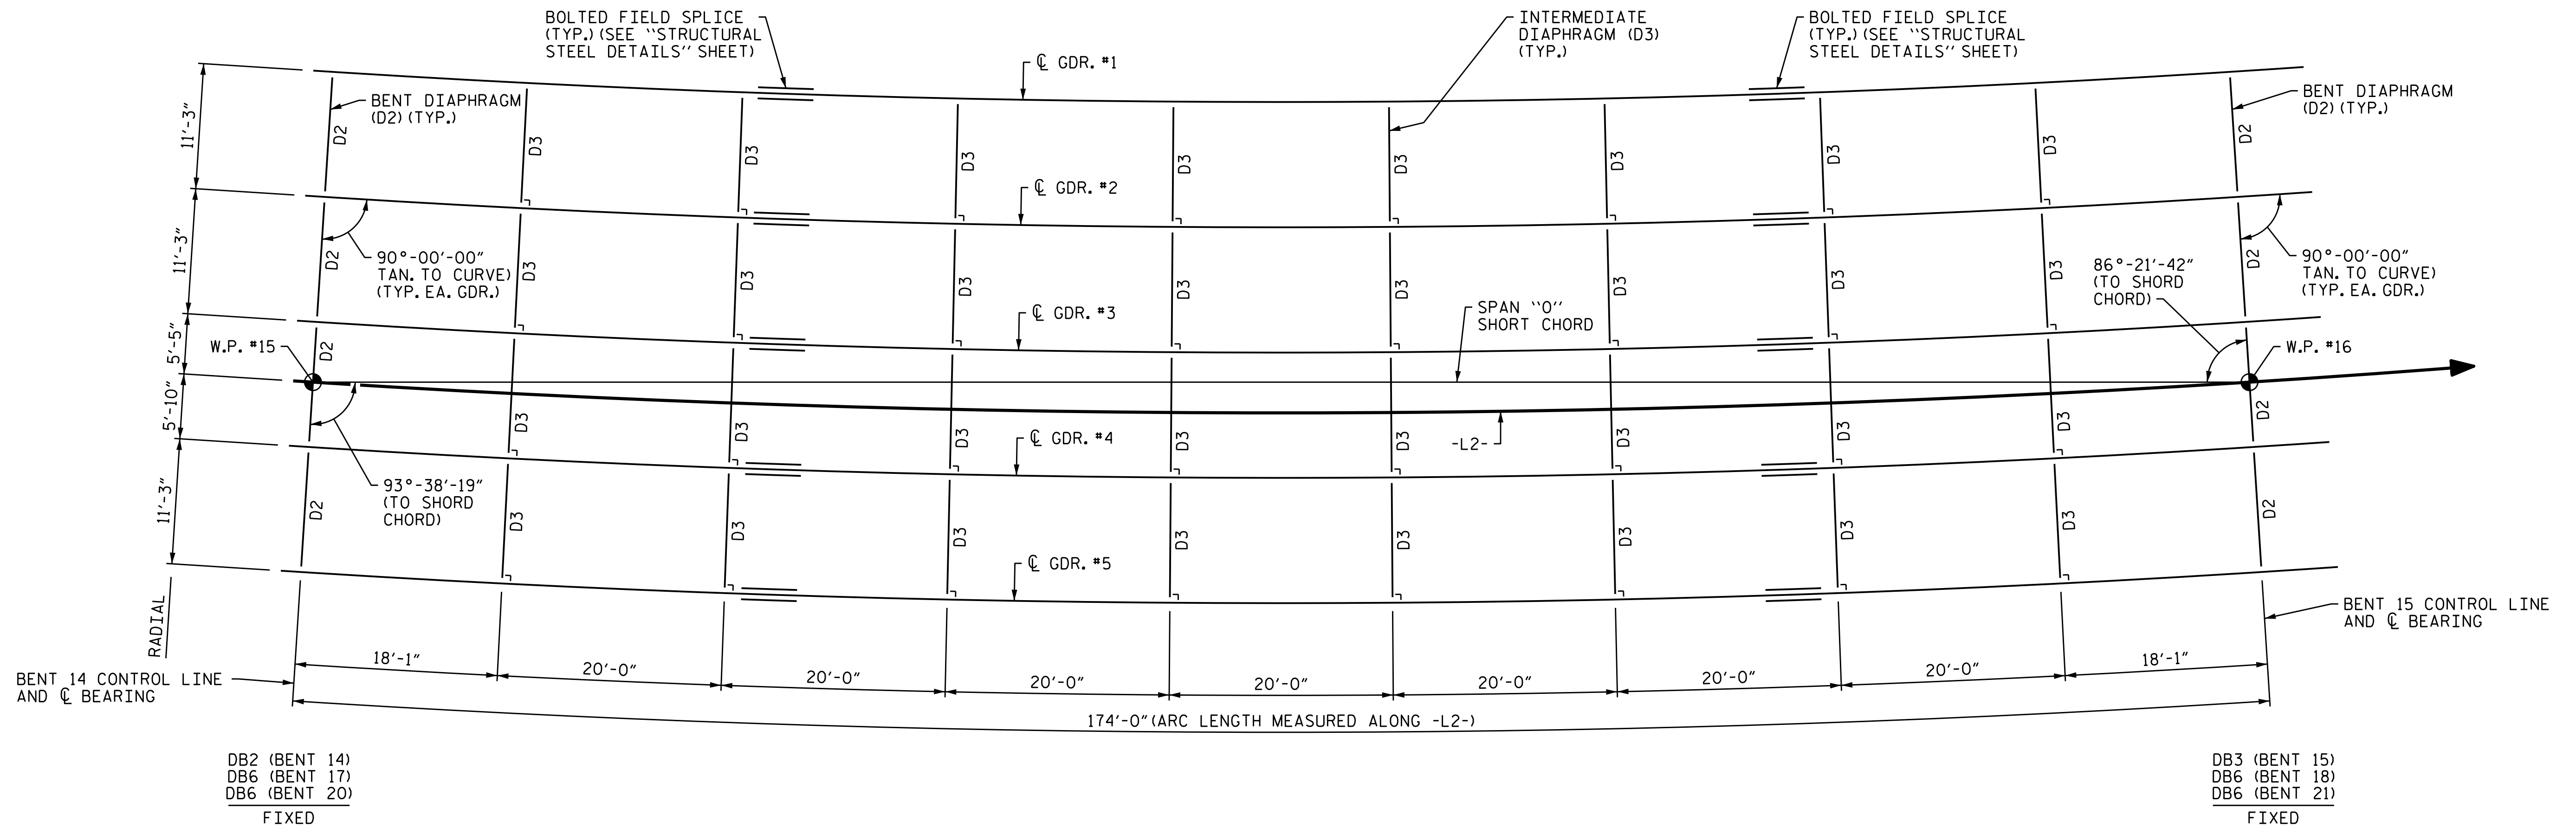 BOLTED FIELD SPLICE
(TYP.) (SEE ``STRUCTURAL
STEEL DETAILS'' SHEET)
INTERMEDIATE
DIAPHRAGM (D3)
(TYP.)
BOLTED FIELD SPLICE
(TYP.) (SEE ``STRUCTURAL
STEEL DETAILS'' SHEET)
℄ GDR. #1
BENT DIAPHRAGM
(D2) (TYP.)
BENT DIAPHRAGM
(D2) (TYP.)
11'-3"
D2
D3
D3
D3
D3
D3
D3
D3
D3
D2
℄ GDR. #2
11'-3"
D2
90°-00'-00"
TAN. TO CURVE)
(TYP. EA. GDR.)
D3
D3
D3
D3
D3
D3
D3
D3
D2
86°-21'-42"
(TO SHORD
CHORD)
90°-00'-00"
TAN. TO CURVE)
(TYP. EA. GDR.)
℄ GDR. #3
SPAN ``O''
SHORT CHORD
5'-5"
W.P. #15
D2
W.P. #16
5'-10"
D3
D3
D3
D3
D3
D3
D3
D3
D2
℄ GDR. #4
-L2-
93°-38'-19"
(TO SHORD
CHORD)
11'-3"
D2
D3
D3
D3
D3
D3
D3
D3
D3
D2
℄ GDR. #5
RADIAL
BENT 15 CONTROL LINE
AND ℄ BEARING
BENT 14 CONTROL LINE
AND ℄ BEARING
18'-1"
20'-0"
20'-0"
20'-0"
20'-0"
20'-0"
20'-0"
20'-0"
18'-1"
174'-0" (ARC LENGTH MEASURED ALONG -L2-)
DB2 (BENT 14)
DB6 (BENT 17)
DB6 (BENT 20)
FIXED
DB3 (BENT 15)
DB6 (BENT 18)
DB6 (BENT 21)
FIXED